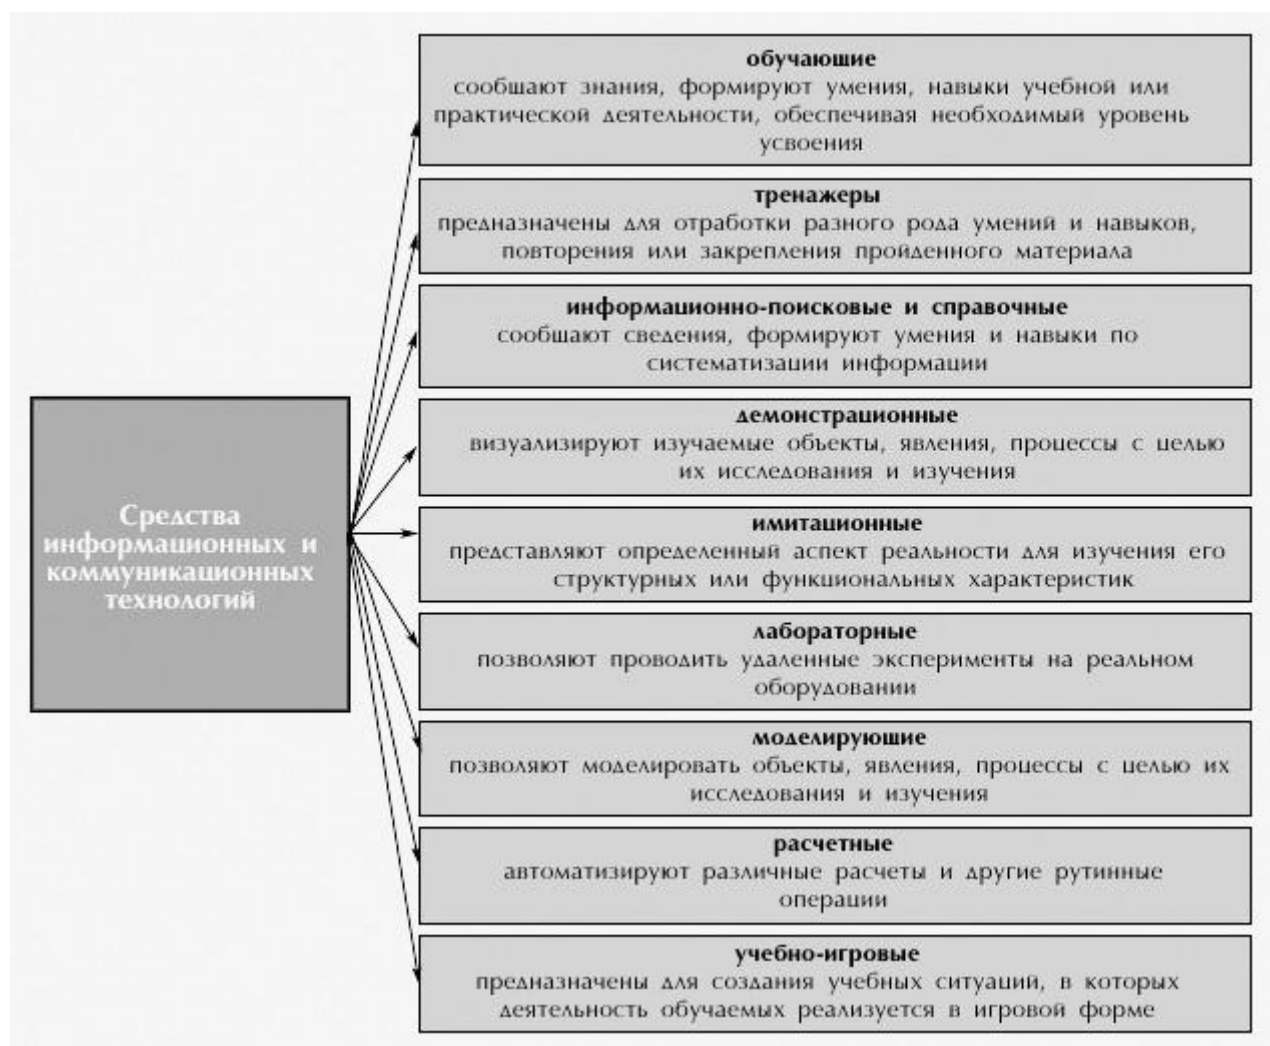 обучающие
сообщают знания, формируют умения, навыки учебной или
практической деятельности, обеспечивая необходимый уровень
усвоения
тренажеры
предназначены для отработки разного рода умений и навыков,
повторения или закрепления пройденного материала
информационно-поисковые и справочные
сообщают сведения, формируют умения и навыки по
систематизации информации
демонстрационные
визуализируют изучаемые объекты, явления, процессы с целью
их исследования и изучения
Средства
информационных и
коммуникационных
технологий
имитационные
представляют определенный аспект реальности для изучения его
структурных или функциональных характеристик
лабораторные
позволяют проводить удаленные эксперименты на реальном
оборудовании
моделирующие
позволяют моделировать объекты, явления, процессы с целью их
исследования и изучения
расчетные
автоматизируют различные расчеты и другие рутинные
операции
учебно-игровые
предназначены для создания учебных ситуаций, в которых
деятельность обучаемых реализуется в игровой форме